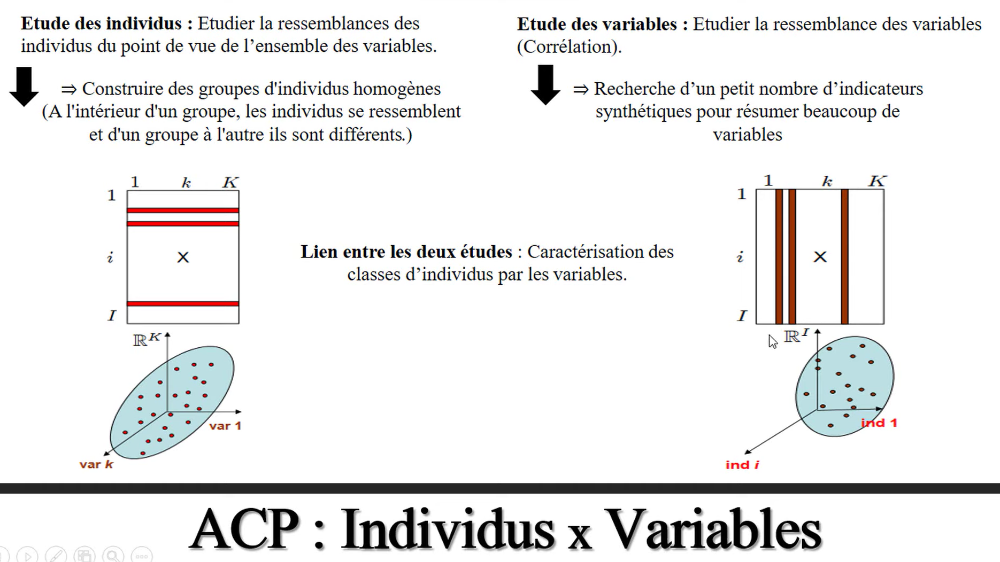 Etude des individus : Etudier la ressemblances des
individus du point de vue de l’ensemble des variables.
⇒ Construire des groupes d'individus homogènes
(A l'intérieur d'un groupe, les individus se ressemblent
et d'un groupe à l'autre ils sont différents.)
Etude des variables : Etudier la ressemblance des variables
(Corrélation).
⇒ Recherche d’un petit nombre d’indicateurs
synthétiques pour résumer beaucoup de
variables
1 k K
1
i X
I
ℝK
var 1
var k
Lien entre les deux études : Caractérisation des
classes d’individus par les variables.
1 k K
1
i X
I
ℝI
ind 1
ind i
ACP : Individus x Variables